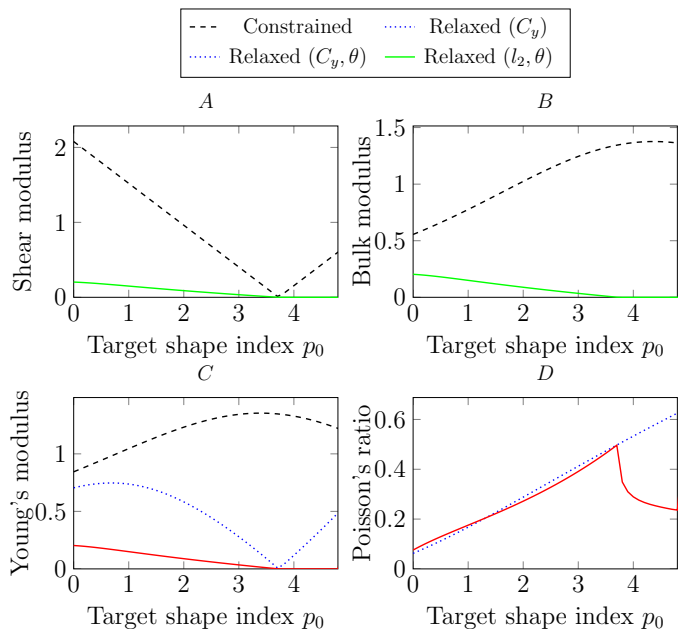 Constrained
Relaxed (C_y)
Relaxed (C_y, θ)
Relaxed (l_2, θ)
A
B
Shear modulus
0
1
2
0 1 2 3 4
Target shape index p_0
Bulk modulus
0
0.5
1
1.5
0 1 2 3 4
Target shape index p_0
C
D
Young's modulus
0
0.5
1
0 1 2 3 4
Target shape index p_0
Poisson's ratio
0
0.2
0.4
0.6
0 1 2 3 4
Target shape index p_0